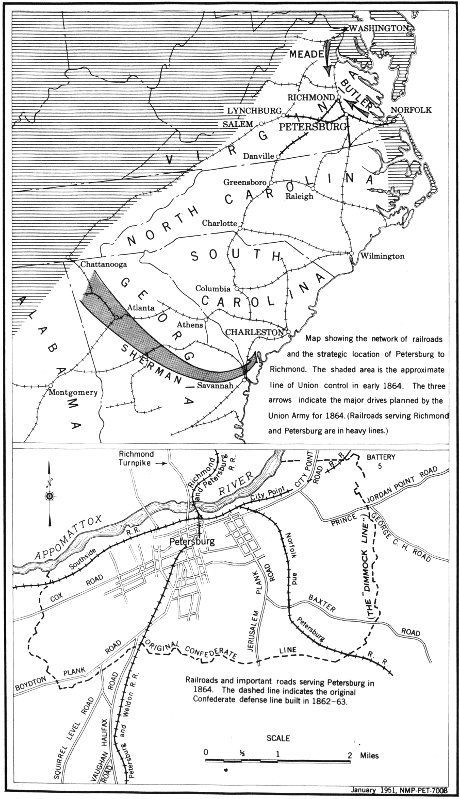 WASHINGTON
MEADE
BUTLER
RICHMOND
LYNCHBURG
NORFOLK
SALEM
PETERSBURG
VIRG
Danville
Greensboro
Raleigh
NORTH CAROLINA
Charlotte
SOUTH
CAROLINA
Wilmington
Chattanooga
Columbia
GEORGIA
Atlanta
Athens
CHARLESTON
SHERMAN
Savannah
ALABAMA
Montgomery
Map showing the network of railroads
and the strategic location of Petersburg to
Richmond. The shaded area is the approximate
line of Union control in early 1864. The three
arrows indicate the major drives planned by the
Union Army for 1864. (Railroads serving Richmond
and Petersburg are in heavy lines.)
Richmond
Turnpike
Richmond
and Petersburg
R.R.
CITY POINT
ROAD
R.R.
BATTERY
5
APPOMATTOX RIVER
City Point
JORDAN POINT ROAD
PRINCE GEORGE C. H. ROAD
Southside R.R.
Petersburg
COX ROAD
Norfolk and Petersburg R.R.
THE "DIMMOCK LINE"
JERUSALEM PLANK ROAD
BAXTER ROAD
ORIGINAL CONFEDERATE LINE
BOYDTON PLANK ROAD
SQUIREL LEVEL ROAD
VAUGHAN HALIFAX
ROAD
Petersburg and Weldon R.R.
Railroads and important roads serving Petersburg in
1864. The dashed line indicates the original
Confederate defense line built in 1862-63.
SCALE
0 ½ 1 2 Miles
January 1951, NMP-PET-7008